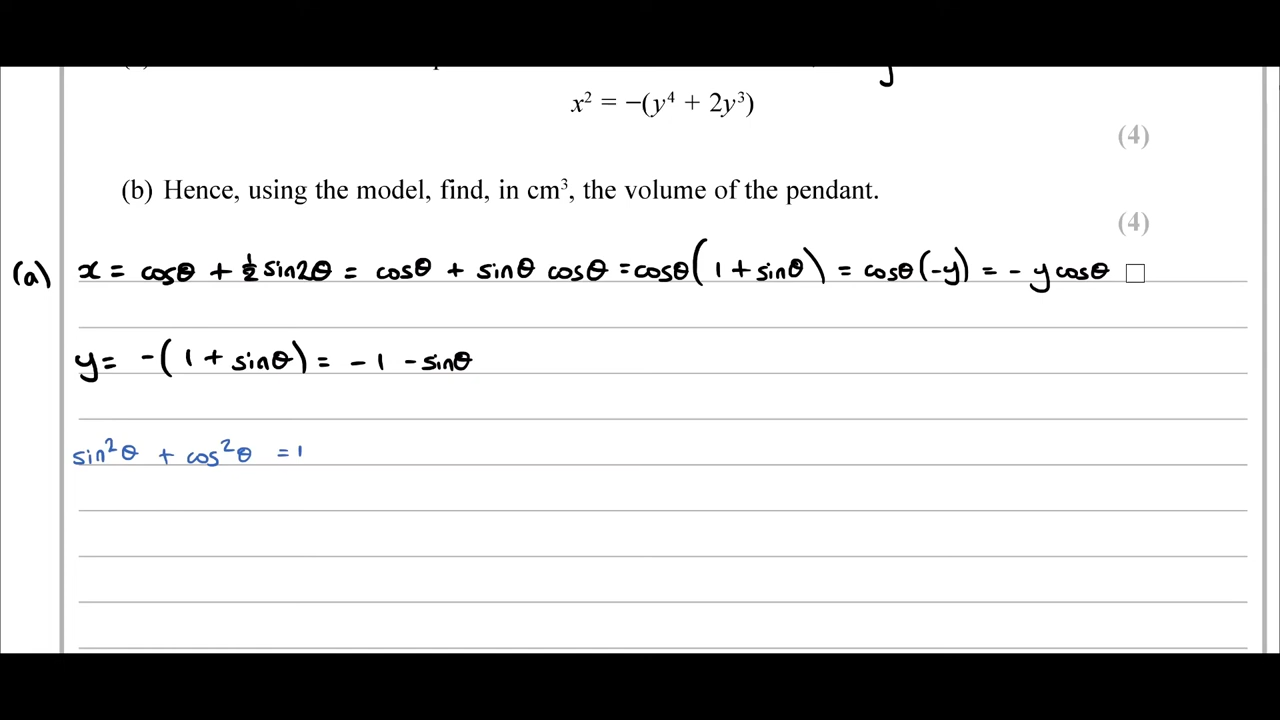 x² = −(y⁴ + 2y³)
(4)
(b) Hence, using the model, find, in cm³, the volume of the pendant.
(4)
(a) x = cosθ + ½ sin2θ = cosθ + sinθ cosθ = cosθ(1 + sinθ) = cosθ(-y) = - y cosθ □
y = -(1 + sinθ) = -1 - sinθ
sin²θ + cos²θ = 1